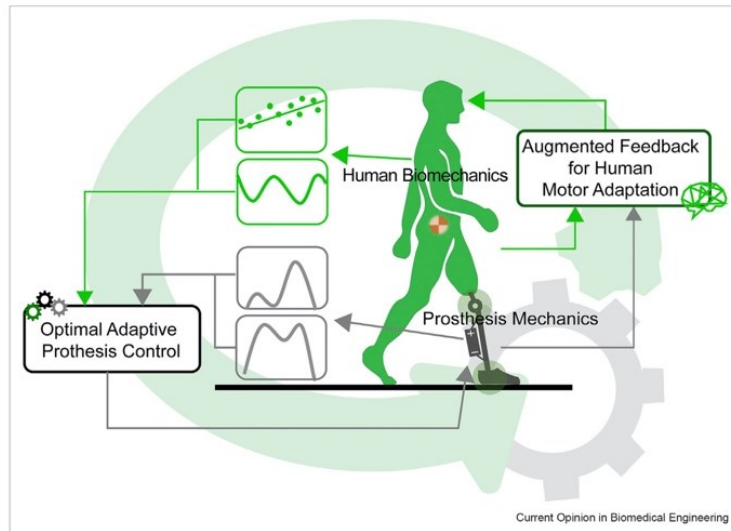 Augmented Feedback
for Human
Motor Adaptation
Human Biomechanics
Prosthesis Mechanics
Optimal Adaptive
Prothesis Control
+
−
Current Opinion in Biomedical Engineering